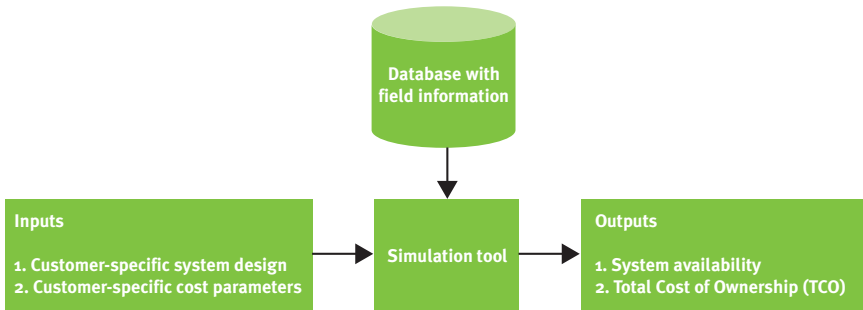 Database with
field information
Inputs
1. Customer-specific system design
2. Customer-specific cost parameters
Simulation tool
Outputs
1. System availability
2. Total Cost of Ownership (TCO)